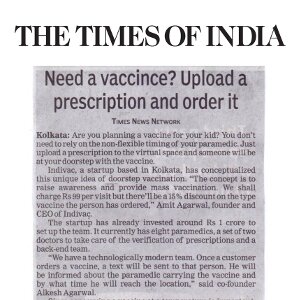 THE TIMES OF INDIA
Need a vaccince? Upload a
prescription and order it
TIMES NEWS NETWORK
Kolkata: Are you planning a vaccine for your kid? You don't
need to rely on the non-flexible timing of your paramedic. Just
upload a prescription to the virtual space and someone will be
at your doorstep with the vaccine.
Indivac, a startup based in Kolkata, has conceptualized
this unique idea of doorstep vaccination. "The concept is to
raise awareness and provide mass vaccination. We shall
charge Rs 99 per visit but there'll be a 15% discount on the type
vaccine the person has ordered," Amit Agarwal, founder and
CEO of Indivac.
The startup has already invested around Rs 1 crore to
set up the team. It currently has eight paramedics, a set of two
doctors to take care of the verification of prescriptions and a
back-end team.
"We have a technologically modern team. Once a customer
orders a vaccine, a text will be sent to that person. He will
be informed about the paramedic carrying the vaccine and
by what time he will reach the location," said co-founder
Aikesh Agarwal.